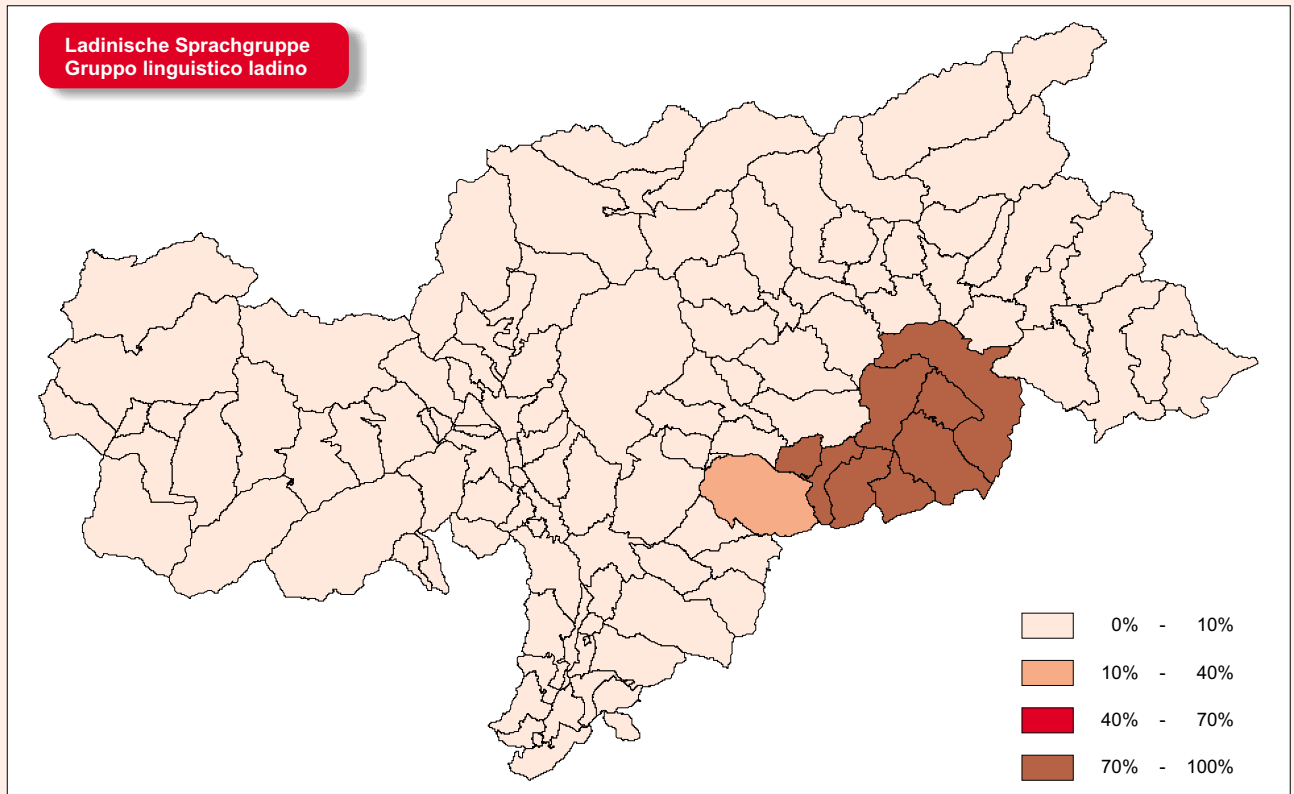 Ladinische Sprachgruppe
Gruppo linguistico ladino
0% - 10%
10% - 40%
40% - 70%
70% - 100%